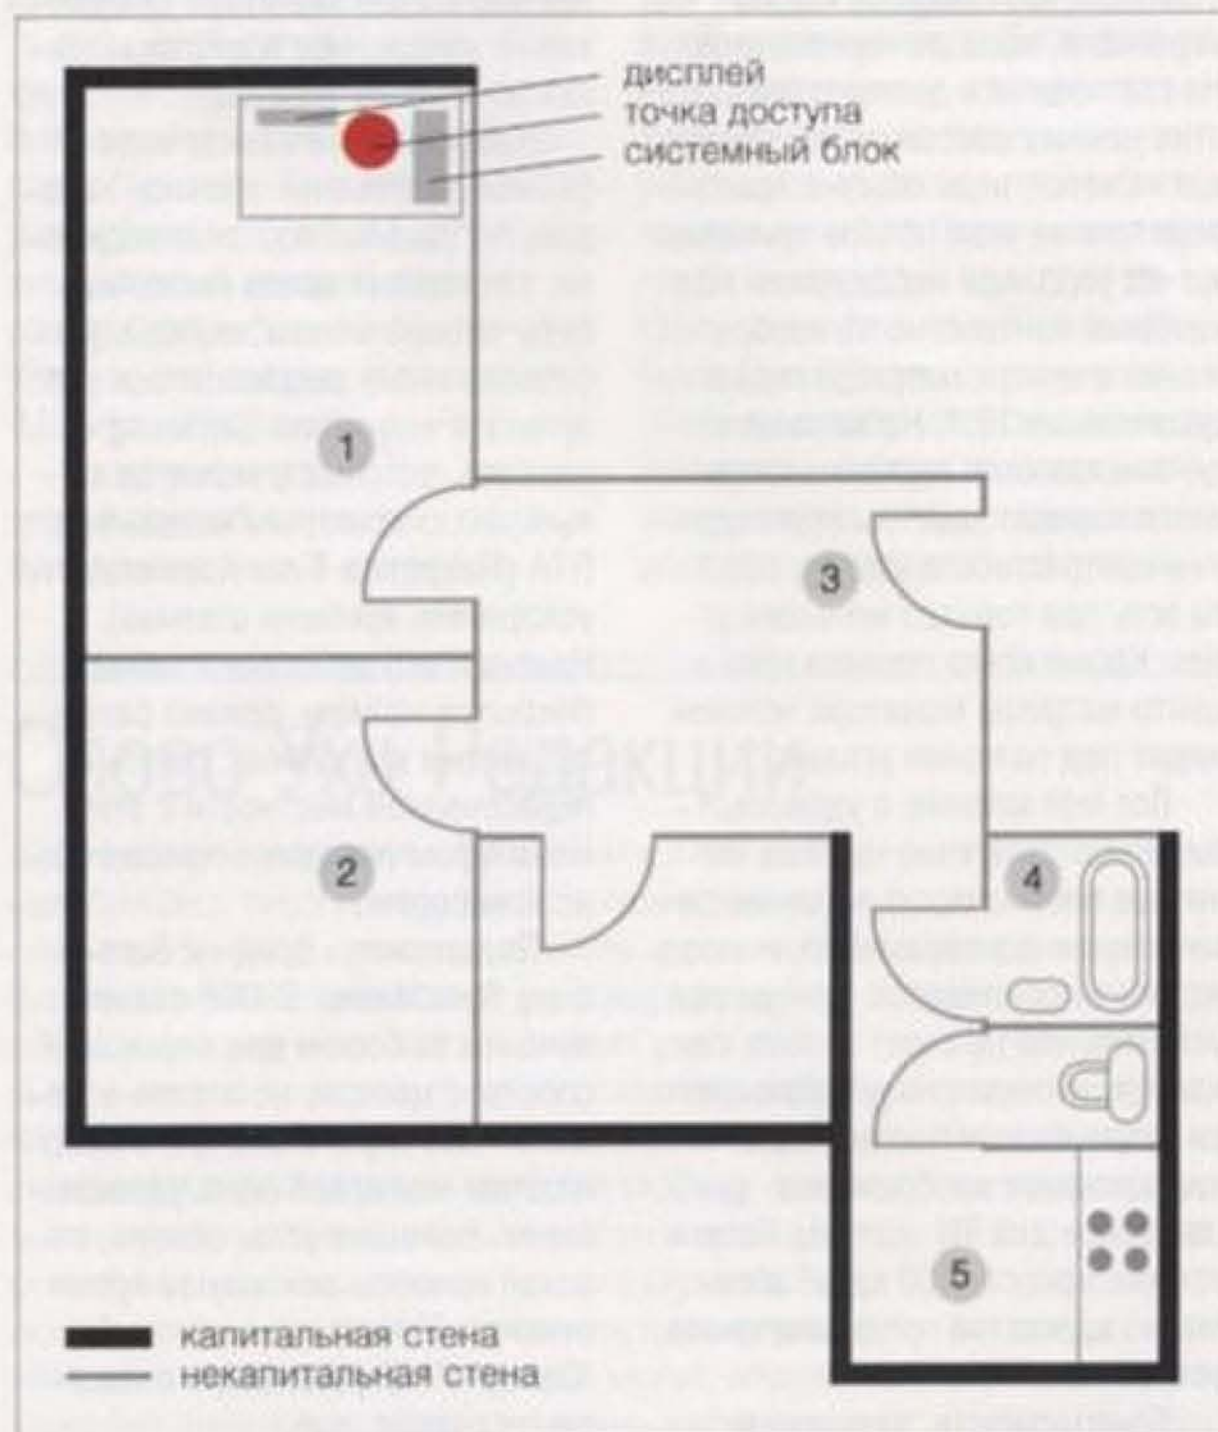 дисплей
точка доступа
системный блок
1
3
2
4
5
капитальная стена
некапитальная стена